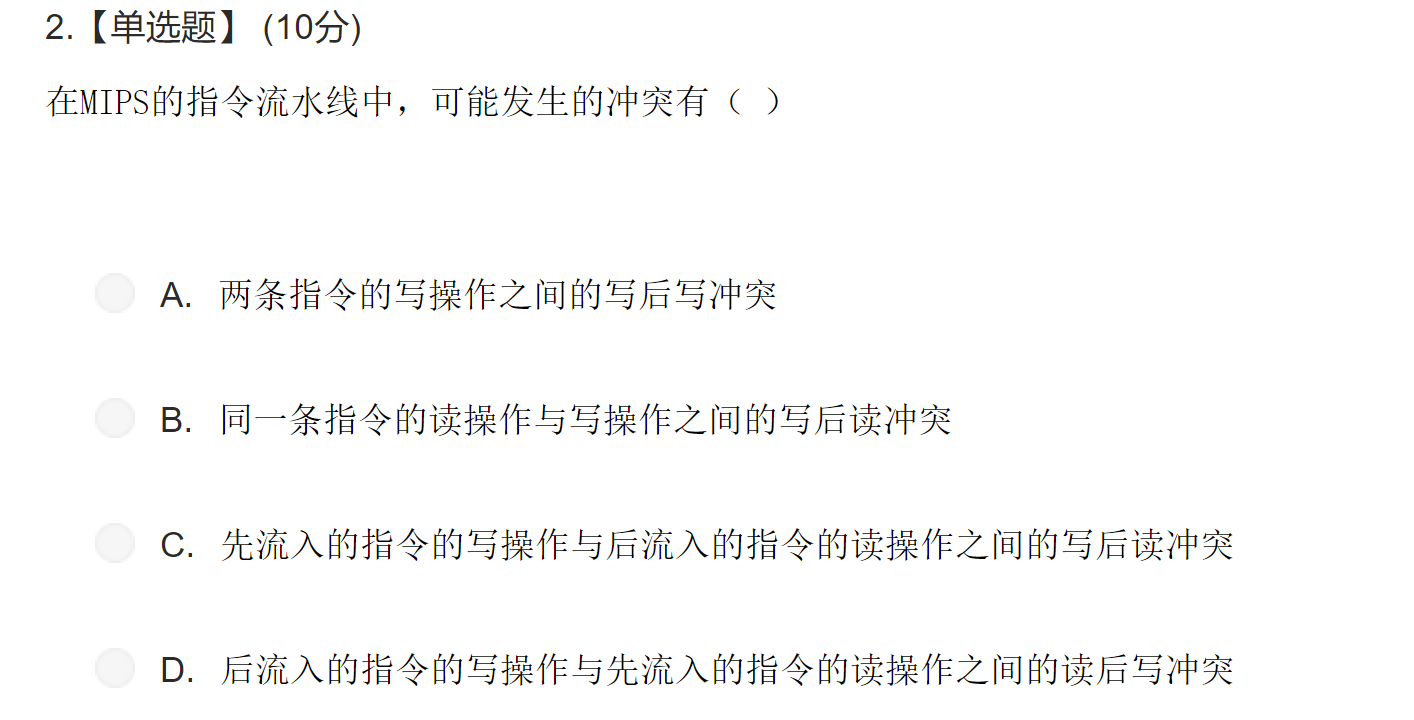 2.【单选题】 (10分)
在MIPS的指令流水线中，可能发生的冲突有（ ）
A. 两条指令的写操作之间的写后写冲突
B. 同一条指令的读操作与写操作之间的写后读冲突
C. 先流入的指令的写操作与后流入的指令的读操作之间的写后读冲突
D. 后流入的指令的写操作与先流入的指令的读操作之间的读后写冲突